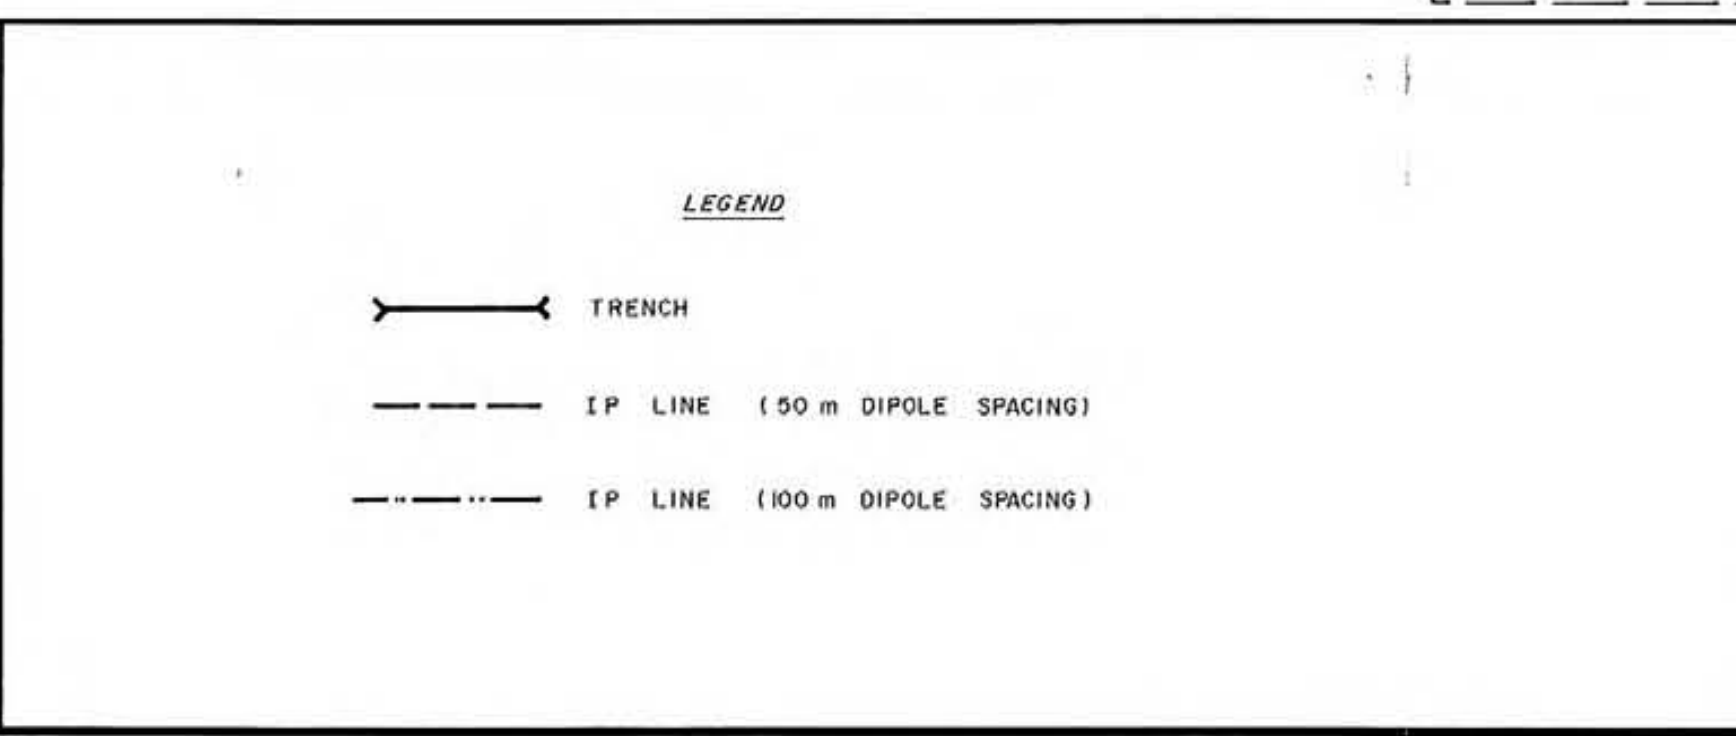 LEGEND
TRENCH
IP LINE (50 m DIPOLE SPACING)
IP LINE (100 m DIPOLE SPACING)